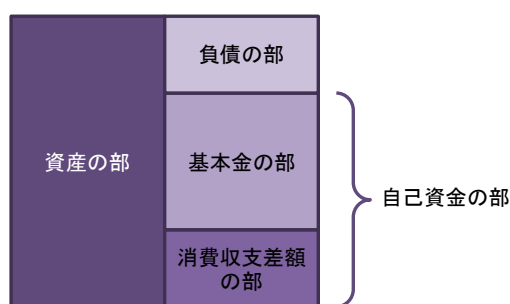 負債の部
資産の部
基本金の部
自己資金の部
消費収支差額
の部